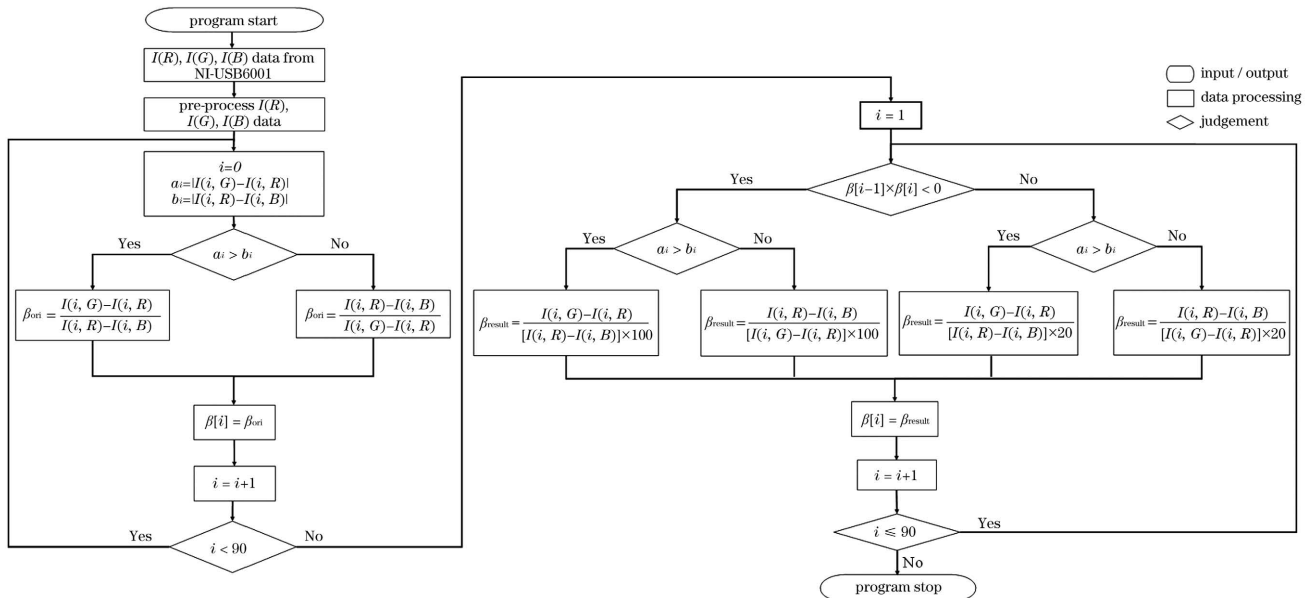 program start
I(R), I(G), I(B) data from
NI-USB6001
pre-process I(R),
I(G), I(B) data
i=0
ai=|I(i, G)−I(i, R)|
bi=|I(i, R)−I(i, B)|
ai > bi
Yes
No
βori = I(i, G)−I(i, R) / I(i, R)−I(i, B)
βori = I(i, R)−I(i, B) / I(i, G)−I(i, R)
β[i] = βori
i = i+1
i < 90
Yes
No
i = 1
β[i−1]×β[i] < 0
Yes
No
ai > bi
Yes
No
ai > bi
Yes
No
βresult = I(i, G)−I(i, R) / [I(i, R)−I(i, B)]×100
βresult = I(i, R)−I(i, B) / [I(i, G)−I(i, R)]×100
βresult = I(i, G)−I(i, R) / [I(i, R)−I(i, B)]×20
βresult = I(i, R)−I(i, B) / [I(i, G)−I(i, R)]×20
β[i] = βresult
i = i+1
i ⩽ 90
Yes
No
program stop
input / output
data processing
judgement